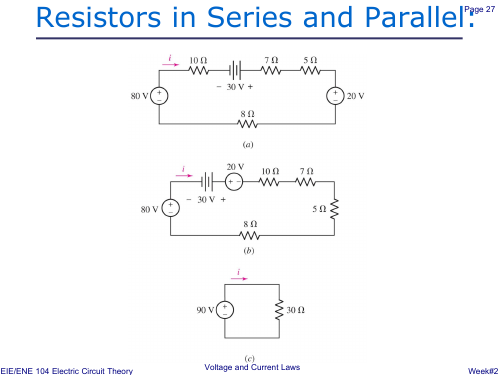 Page 27
Resistors in Series and Parallel:
i
10 Ω 7 Ω 5 Ω
− 30 V +
80 V + − + − 20 V
8 Ω
(a)
i 20 V 10 Ω 7 Ω
+ −
− 30 V +
80 V + − 5 Ω
8 Ω
(b)
i
90 V + − 30 Ω
(c)
EIE/ENE 104 Electric Circuit Theory
Voltage and Current Laws
Week#2